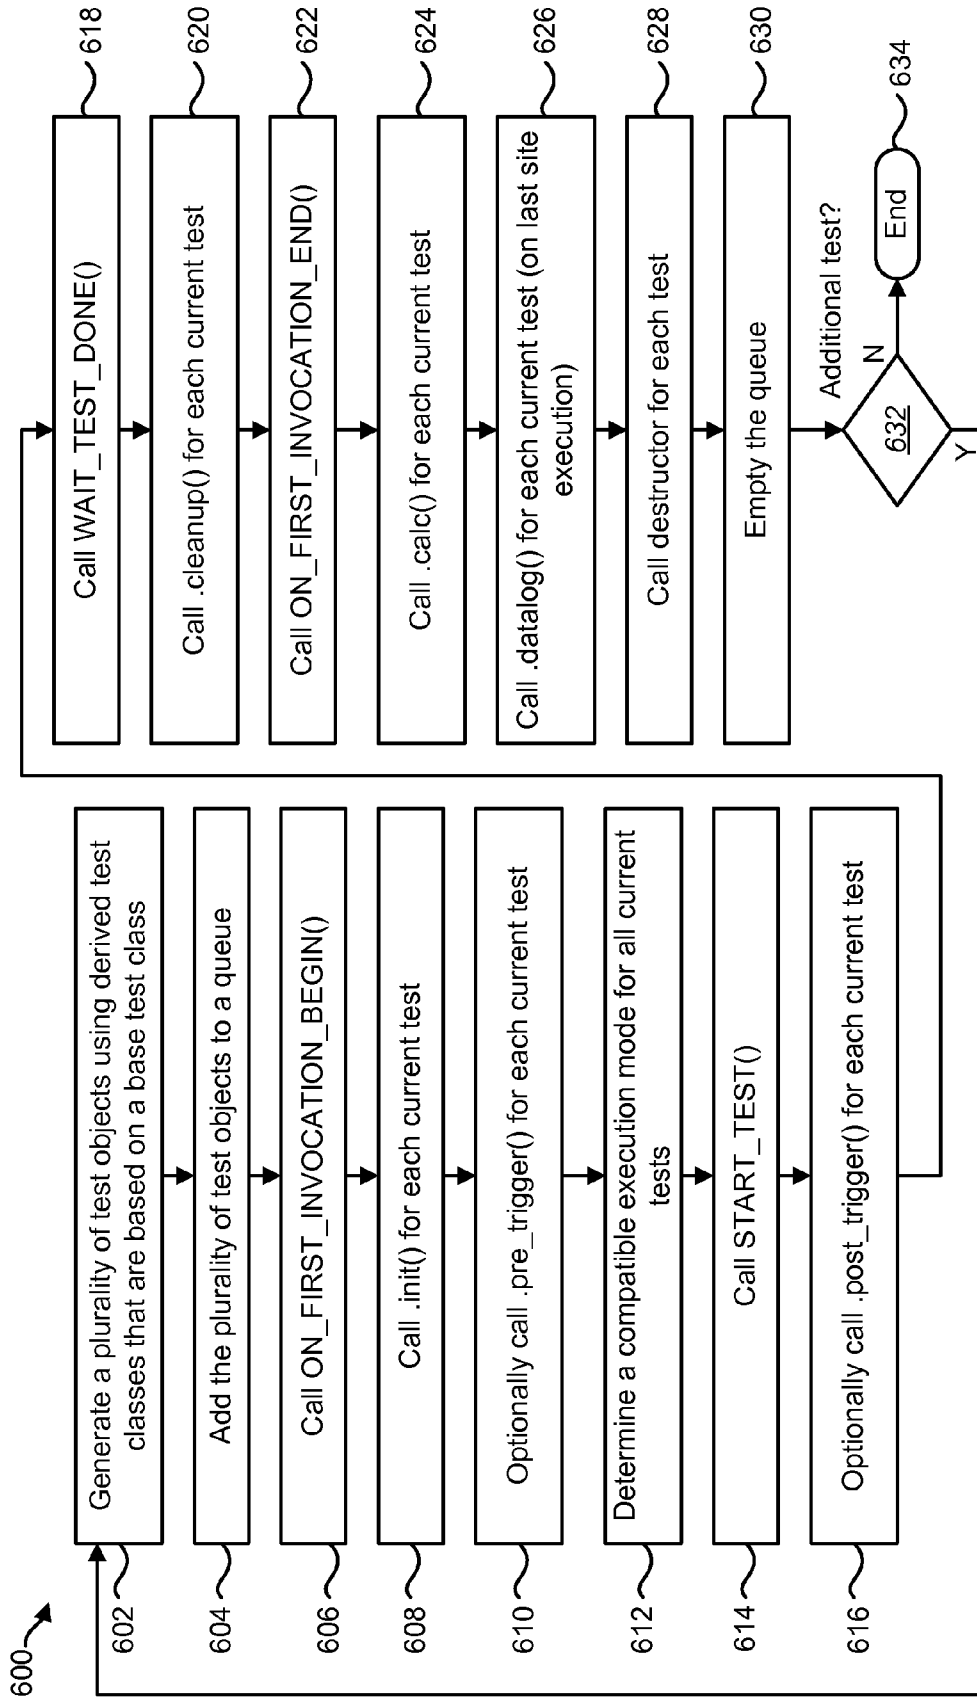 600
602
Generate a plurality of test objects using derived test
classes that are based on a base test class
604
Add the plurality of test objects to a queue
606
Call ON_FIRST_INVOCATION_BEGIN()
608
Call .init() for each current test
610
Optionally call .pre_trigger() for each current test
612
Determine a compatible execution mode for all current
tests
614
Call START_TEST()
616
Optionally call .post_trigger() for each current test
Call WAIT_TEST_DONE()
618
Call .cleanup() for each current test
620
Call ON_FIRST_INVOCATION_END()
622
Call .calc() for each current test
624
Call .datalog() for each current test (on last site
execution)
626
Call destructor for each test
628
Empty the queue
630
Additional test?
632
N
Y
End
634